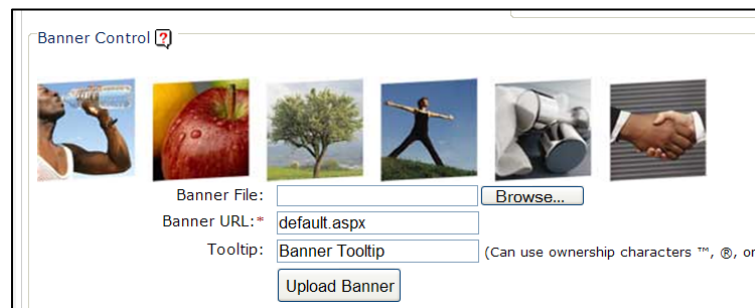 Banner Control ?
Banner File: Browse...
Banner URL:* default.aspx
Tooltip: Banner Tooltip (Can use ownership characters ™, ®, or
Upload Banner